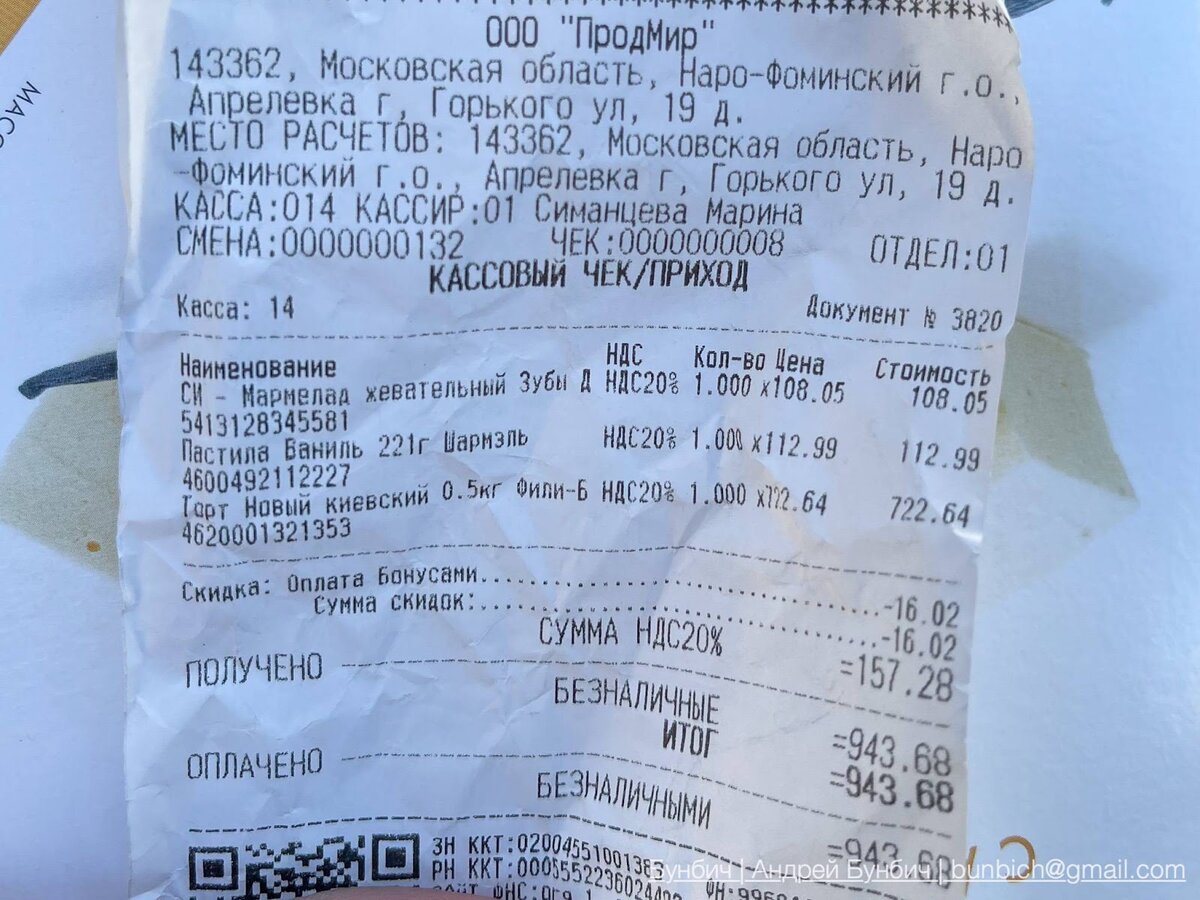 ООО "ПродМир"
143362, Московская область, Наро-Фоминский г.о.,
Апрелевка г, Горького ул, 19 д.
МЕСТО РАСЧЕТОВ: 143362, Московская область, Наро
-Фоминский г.о., Апрелевка г, Горького ул, 19 д.
КАССА:014 КАССИР:01 Симанцева Марина
СМЕНА:0000000132 ЧЕК:0000000008 ОТДЕЛ:01
КАССОВЫЙ ЧЕК/ПРИХОД
Касса: 14 Документ № 3820
Наименование НДС Кол-во Цена Стоимость
СИ - Мармелад жевательный Зубы Д НДС20% 1.000 х108.05 108.05
5413128345581
Пастила Ваниль 221г Шармэль НДС20% 1.000 х112.99 112.99
4600492112227
Торт Новый киевский 0.5кг Фили-Б НДС20% 1.000 х722.64 722.64
4620001321353
Скидка: Оплата Бонусами -16.02
Сумма скидок: -16.02
СУММА НДС20% =157.28
ПОЛУЧЕНО
БЕЗНАЛИЧНЫЕ =943.68
ИТОГ =943.68
ОПЛАЧЕНО
БЕЗНАЛИЧНЫМИ =943.68
ЗН ККТ:
РН ККТ:
Бунбич | Андрей Бунбич | bunbich@gmail.com